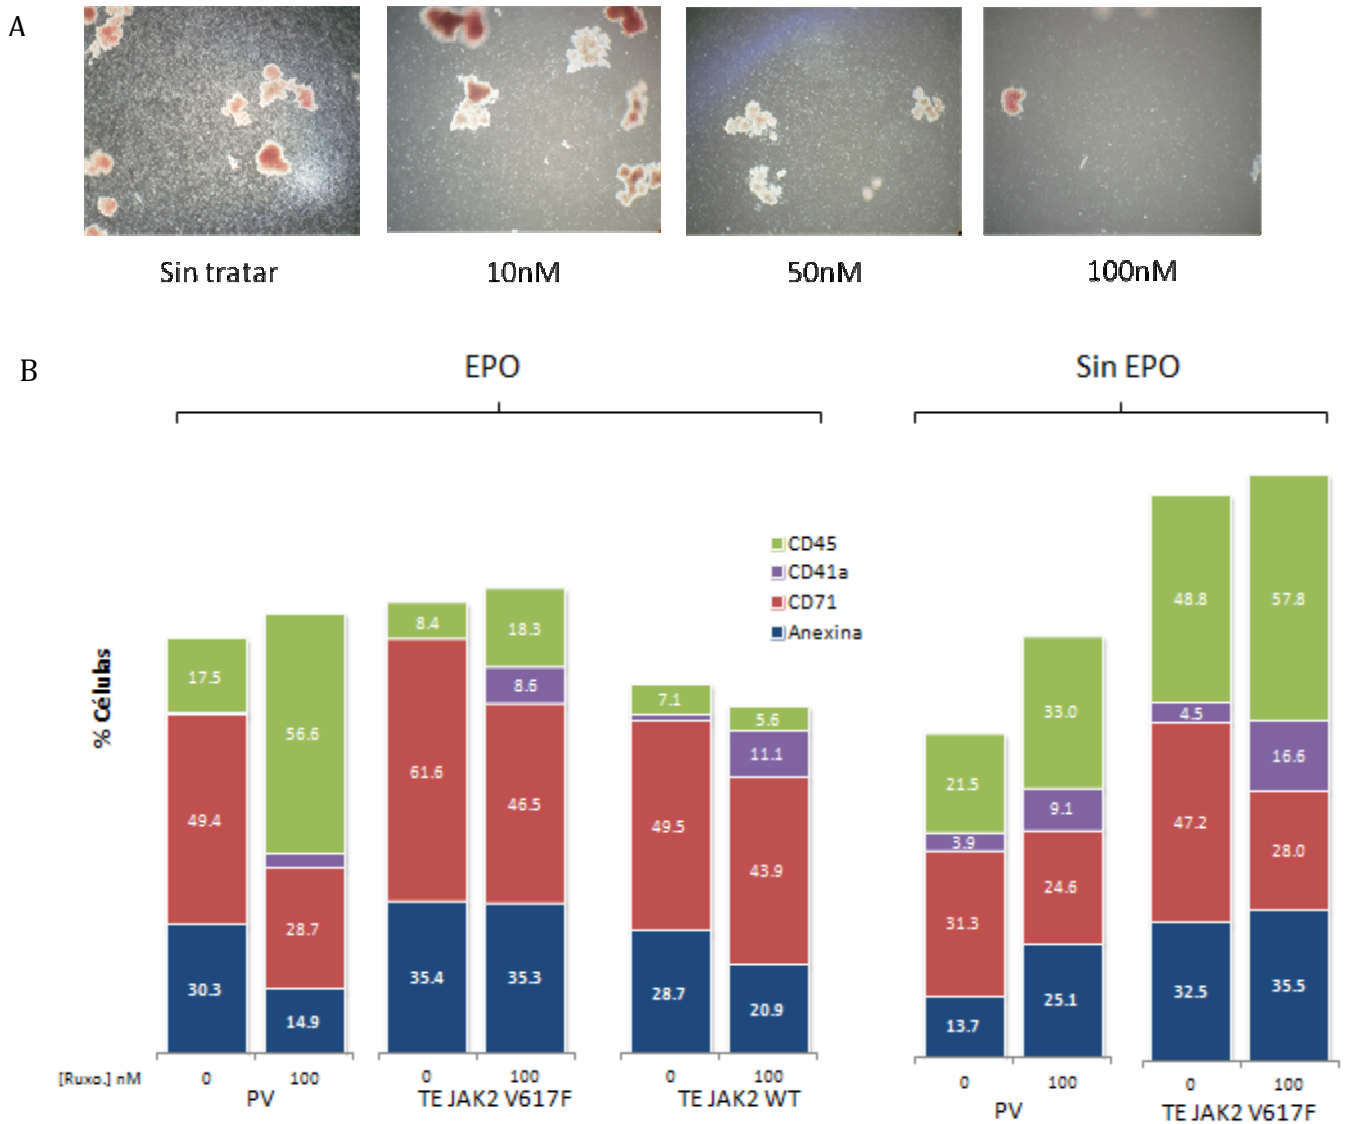 A
Sin tratar
10nM
50nM
100nM
B
EPO
Sin EPO
% Células
CD45
CD41a
CD71
Anexina
17.5
49.4
30.3
56.6
28.7
14.9
8.4
61.6
35.4
18.3
8.6
46.5
35.3
7.1
49.5
28.7
5.6
11.1
43.9
20.9
21.5
3.9
31.3
13.7
33.0
9.1
24.6
25.1
48.8
4.5
47.2
32.5
57.8
16.6
28.0
35.5
[Ruxo.] nM
0 100 0 100 0 100 0 100 0 100
PV TE JAK2 V617F TE JAK2 WT PV TE JAK2 V617F